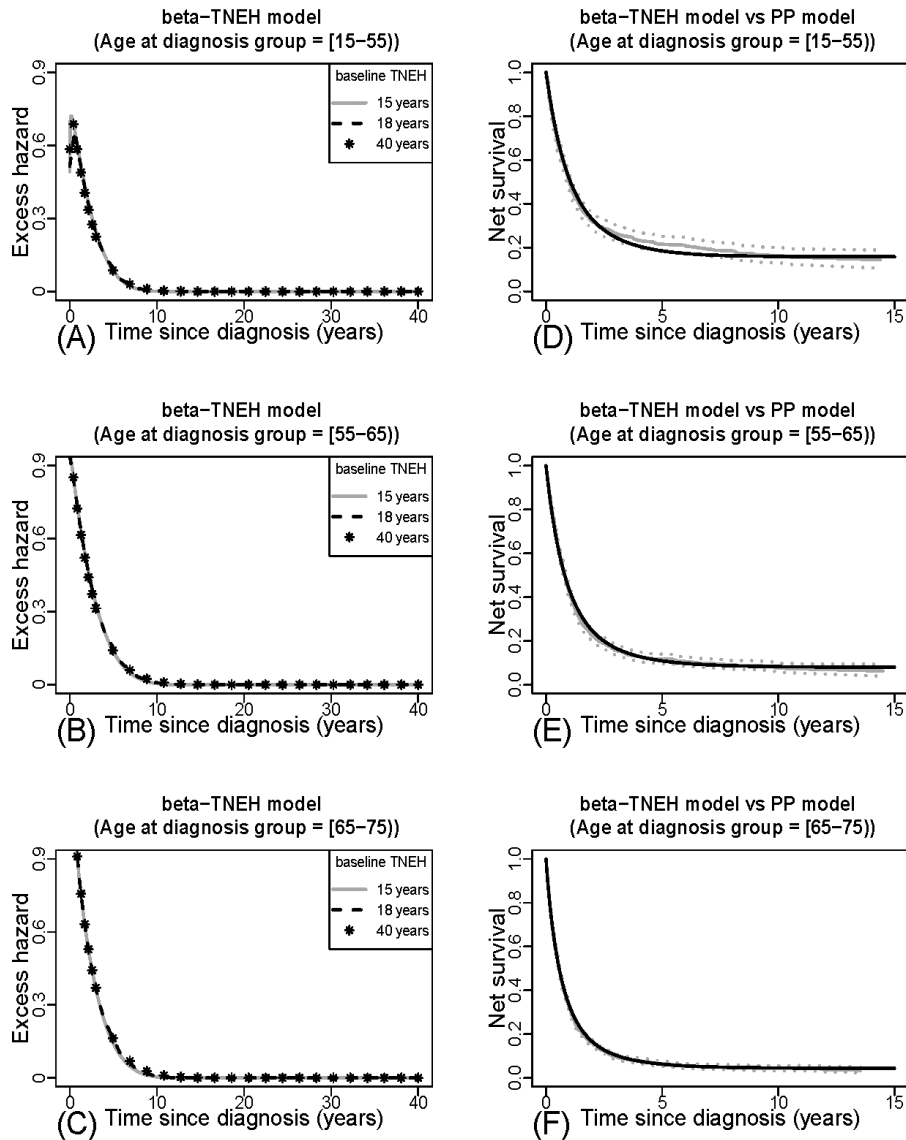 beta−TNEH model
(Age at diagnosis group = [15−55))
Excess hazard
0.9
0.6
0.3
0
baseline TNEH
15 years
18 years
40 years
0 10 20 30 40
Time since diagnosis (years)
(A)
beta−TNEH model vs PP model
(Age at diagnosis group = [15−55))
Net survival
1.0
0.8
0.6
0.4
0.2
0.0
0 5 10 15
Time since diagnosis (years)
(D)
beta−TNEH model
(Age at diagnosis group = [55−65))
Excess hazard
0.9
0.6
0.3
0
baseline TNEH
15 years
18 years
40 years
0 10 20 30 40
Time since diagnosis (years)
(B)
beta−TNEH model vs PP model
(Age at diagnosis group = [55−65))
Net survival
1.0
0.8
0.6
0.4
0.2
0.0
0 5 10 15
Time since diagnosis (years)
(E)
beta−TNEH model
(Age at diagnosis group = [65−75))
Excess hazard
0.9
0.6
0.3
0
baseline TNEH
15 years
18 years
40 years
0 10 20 30 40
Time since diagnosis (years)
(C)
beta−TNEH model vs PP model
(Age at diagnosis group = [65−75))
Net survival
1.0
0.8
0.6
0.4
0.2
0.0
0 5 10 15
Time since diagnosis (years)
(F)